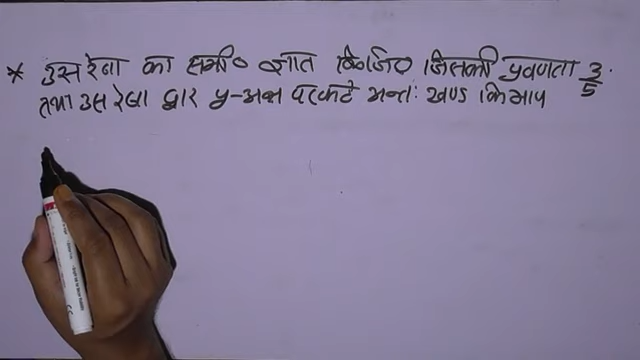 * उस रेखा का समी० ज्ञात किजिए जिसकी प्रवणता 3/5
तथा उस रेखा द्वार y-अक्ष पर कटे अन्तः खण्ड कि माप